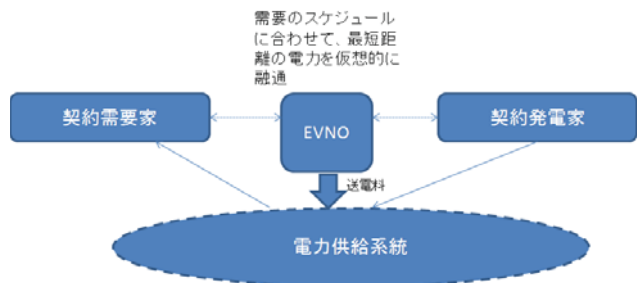 需要のスケジュール
に合わせて、最短距
離の電力を仮想的に
融通
契約需要家
EVNO
契約発電家
送電料
電力供給系統